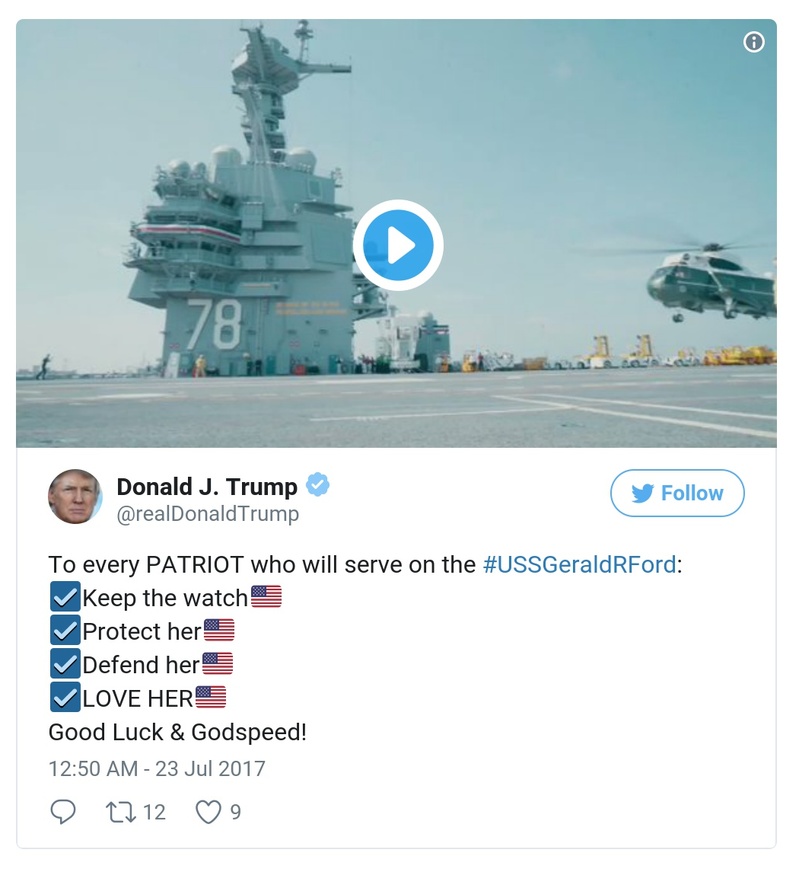 78
Donald J. Trump
@realDonaldTrump
Follow
To every PATRIOT who will serve on the #USSGeraldRFord:
☑Keep the watch🇺🇸
☑Protect her🇺🇸
☑Defend her🇺🇸
☑LOVE HER🇺🇸
Good Luck & Godspeed!
12:50 AM - 23 Jul 2017
12 9